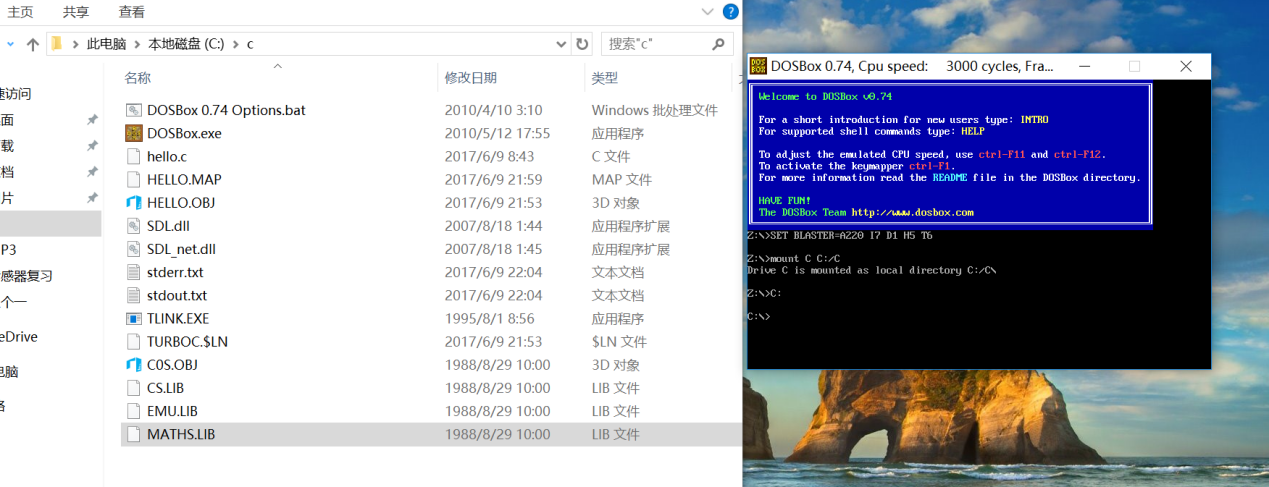 主页 共享 查看
此电脑 本地磁盘 (C:) c
搜索"c"
名称 修改日期 类型
DOSBox 0.74 Options.bat 2010/4/10 3:10 Windows 批处理文件
DOSBox.exe 2010/5/12 17:55 应用程序
hello.c 2017/6/9 8:43 C 文件
HELLO.MAP 2017/6/9 21:59 MAP 文件
HELLO.OBJ 2017/6/9 21:53 3D 对象
SDL.dll 2007/8/18 1:44 应用程序扩展
SDL_net.dll 2007/8/18 1:45 应用程序扩展
stderr.txt 2017/6/9 22:04 文本文档
stdout.txt 2017/6/9 22:04 文本文档
TLINK.EXE 1995/8/1 8:56 应用程序
TURBOC.$LN 2017/6/9 21:53 $LN 文件
C0S.OBJ 1988/8/29 10:00 3D 对象
CS.LIB 1988/8/29 10:00 LIB 文件
EMU.LIB 1988/8/29 10:00 LIB 文件
MATHS.LIB 1988/8/29 10:00 LIB 文件
速访问
面
载
文档
片
P3
感器复习
个一
eDrive
电脑
络
DOSBox 0.74, Cpu speed: 3000 cycles, Fra...
DOS
BOX
Welcome to DOSBox v0.74
For a short introduction for new users type: INTRO
For supported shell commands type: HELP
To adjust the emulated CPU speed, use ctrl-F11 and ctrl-F12.
To activate the keymapper ctrl-F1.
For more information read the README file in the DOSBox directory.
HAVE FUN!
The DOSBox Team http://www.dosbox.com
Z:\>SET BLASTER=A220 I7 D1 H5 T6
Z:\>mount C C:/C
Drive C is mounted as local directory C:/C\
Z:\>C:
C:\>